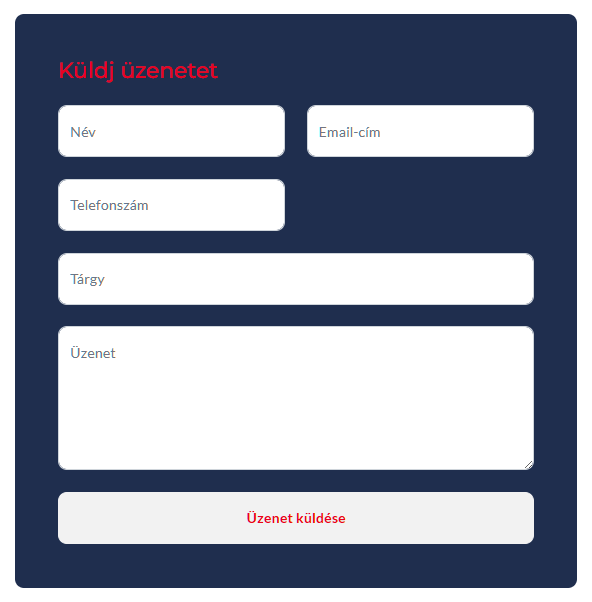 Küldj üzenetet
Név
Email-cím
Telefonszám
Tárgy
Üzenet
Üzenet küldése